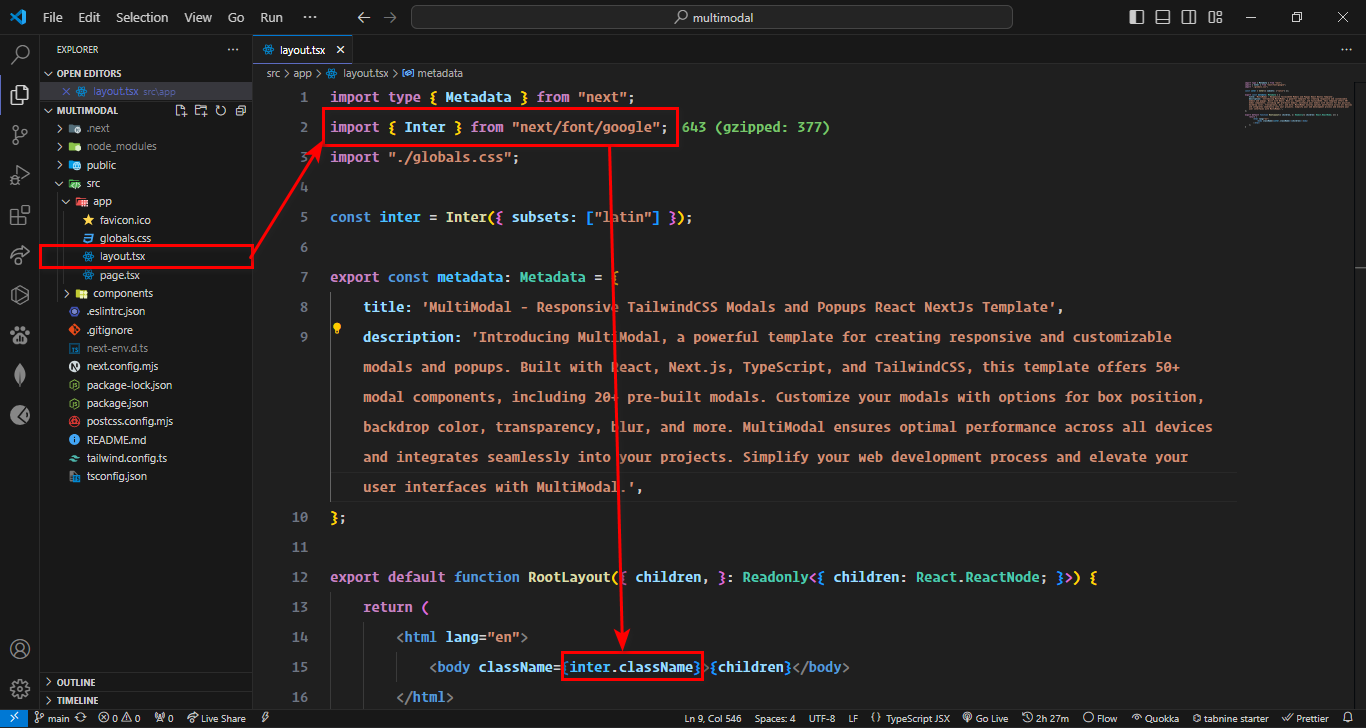 File Edit Selection View Go Run ··· multimodal
EXPLORER ···
layout.tsx
OPEN EDITORS
layout.tsx src\app
MULTIMODAL
.next
node_modules
public
src
app
favicon.ico
globals.css
layout.tsx
page.tsx
components
.eslintrc.json
.gitignore
next-env.d.ts
next.config.mjs
package-lock.json
package.json
postcss.config.mjs
README.md
tailwind.config.ts
tsconfig.json
OUTLINE
TIMELINE
src > app > layout.tsx > metadata
1 import type { Metadata } from "next";
2 import { Inter } from "next/font/google"; 643 (gzipped: 377)
3 import "./globals.css";
4
5 const inter = Inter({ subsets: ["latin"] });
6
7 export const metadata: Metadata = {
8 title: 'MultiModal - Responsive TailwindCSS Modals and Popups React NextJs Template',
9 description: 'Introducing MultiModal, a powerful template for creating responsive and customizable
modals and popups. Built with React, Next.js, TypeScript, and TailwindCSS, this template offers 50+
modal components, including 20+ pre-built modals. Customize your modals with options for box position,
backdrop color, transparency, blur, and more. MultiModal ensures optimal performance across all devices
and integrates seamlessly into your projects. Simplify your web development process and elevate your
user interfaces with MultiModal.',
10 };
11
12 export default function RootLayout({ children, }: Readonly<{ children: React.ReactNode; }>) {
13 return (
14 <html lang="en">
15 <body className={inter.className}>{children}</body>
16 </html>
main 0 0 0 Live Share Ln 9, Col 546 Spaces: 4 UTF-8 LF {} TypeScript JSX Go Live 2h 27m Flow Quokka tabnine starter Prettier